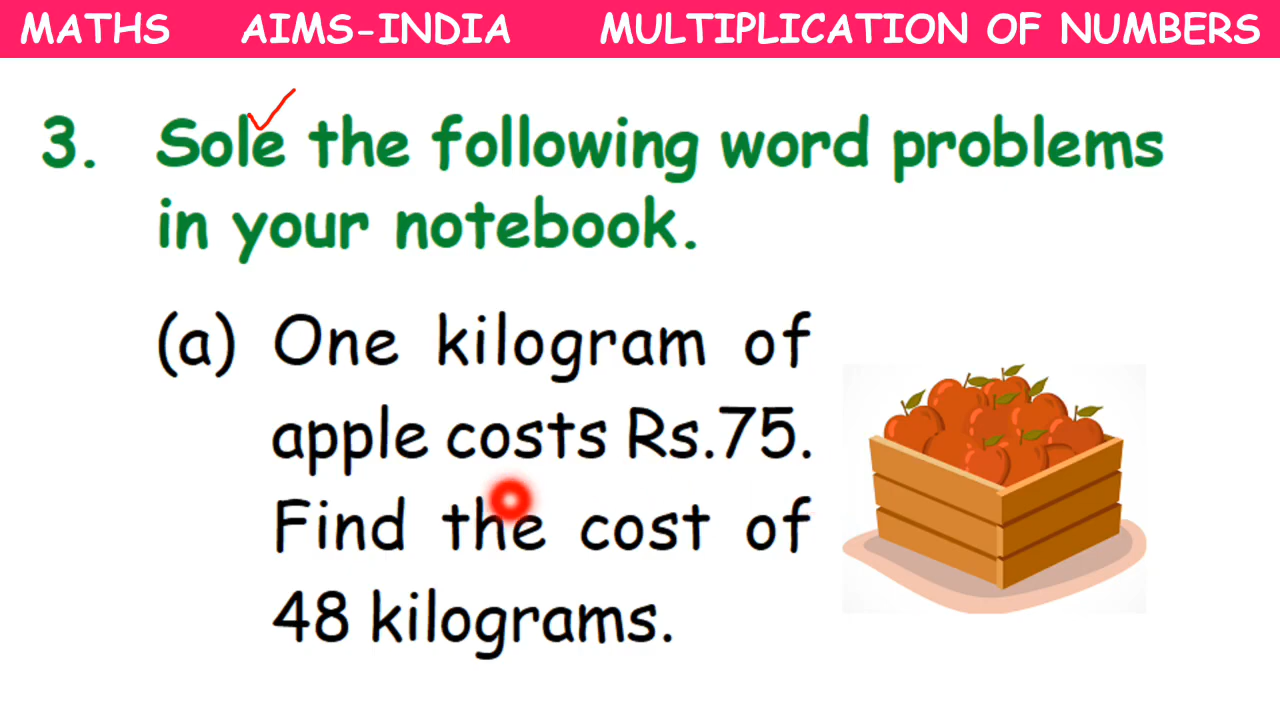 MATHS AIMS-INDIA MULTIPLICATION OF NUMBERS
3. Sole the following word problems
in your notebook.
(a) One kilogram of
apple costs Rs.75.
Find the cost of
48 kilograms.